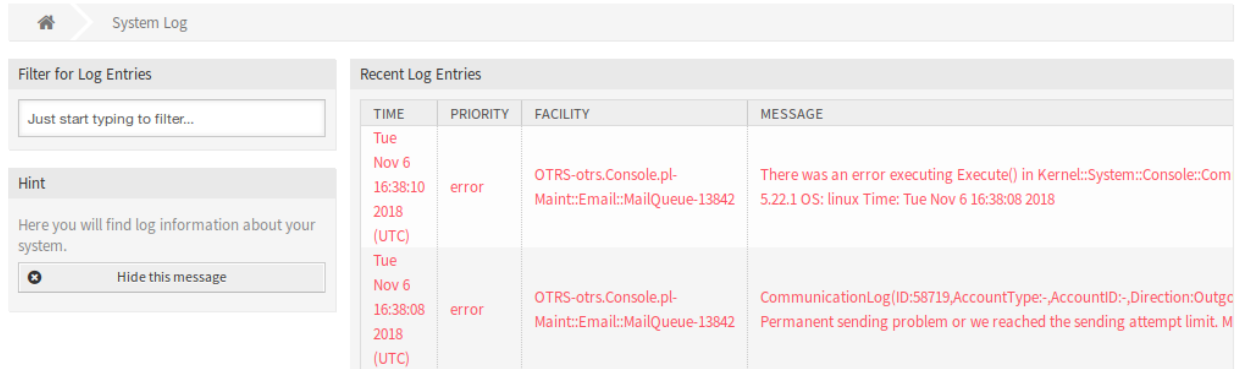 System Log
Filter for Log Entries
Just start typing to filter...
Hint
Here you will find log information about your
system.
Hide this message
Recent Log Entries
TIME PRIORITY FACILITY MESSAGE
Tue
Nov 6
16:38:10
2018
(UTC)
error
OTRS-otrs.Console.pl-
Maint::Email::MailQueue-13842
There was an error executing Execute() in Kernel::System::Console::Com
5.22.1 OS: linux Time: Tue Nov 6 16:38:08 2018
Tue
Nov 6
16:38:08
2018
(UTC)
error
OTRS-otrs.Console.pl-
Maint::Email::MailQueue-13842
CommunicationLog(ID:58719,AccountType:-,AccountID:-,Direction:Outgo
Permanent sending problem or we reached the sending attempt limit. M